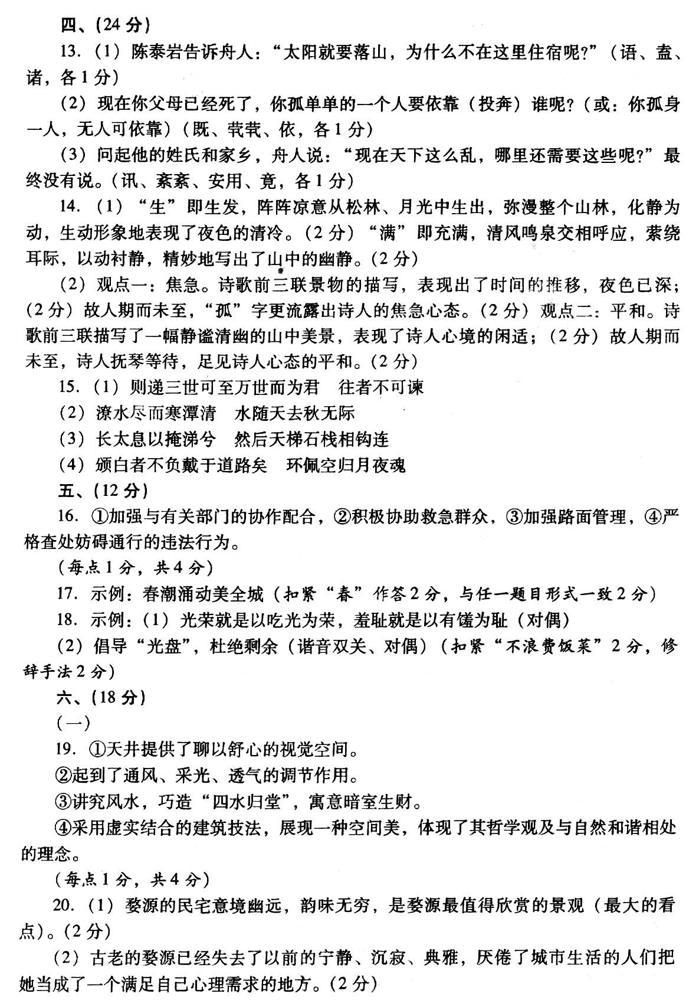 四、(24 分)
13. (1) 陈泰岩告诉舟人：“太阳就要落山，为什么不在这里住宿呢?”（语、盍、
诸，各 1 分)
(2) 现在你父母已经死了，你孤单单的一个人要依靠（投奔）谁呢?（或：你孤身
一人，无人可依靠）（既、茕茕、依，各 1 分）
(3) 问起他的姓氏和家乡，舟人说：“现在天下这么乱，哪里还需要这些呢?” 最
终没有说。（讯、紊紊、安用、竟，各 1 分）
14. (1) “生” 即生发，阵阵凉意从松林、月光中生出，弥漫整个山林，化静为
动，生动形象地表现了夜色的清冷。（2 分）“满” 即充满，清风鸣泉交相呼应，萦绕
耳际，以动衬静，精妙地写出了山中的幽静。（2 分）
(2) 观点一：焦急。诗歌前三联景物的描写，表现出了时间的推移，夜色已深；
(2 分）故人期而未至，“孤” 字更流露出诗人的焦急心态。（2 分）观点二：平和。诗
歌前三联描写了一幅静谧清幽的山中美景，表现了诗人心境的闲适；（2 分）故人期而
未至，诗人抚琴等待，足见诗人心态的平和。（2 分）
15. (1) 则递三世可至万世而为君　往者不可谏
(2) 潦水尽而寒潭清　水随天去秋无际
(3) 长太息以掩涕兮　然后天梯石栈相钩连
(4) 颁白者不负戴于道路矣　环佩空归月夜魂
五、(12 分)
16. ①加强与有关部门的协作配合，②积极协助救急群众，③加强路面管理，④严
格查处妨碍通行的违法行为。
（每点 1 分，共 4 分）
17. 示例：春潮涌动美全城（扣紧 “春” 作答 2 分，与任一题目形式一致 2 分）
18. 示例：（1）光荣就是以吃光为荣，羞耻就是以有馐为耻（对偶）
(2) 倡导 “光盘”，杜绝剩余（谐音双关、对偶）（扣紧 “不浪费饭菜” 2 分，修
辞手法 2 分）
六、(18 分)
（一）
19. ①天井提供了聊以舒心的视觉空间。
②起到了通风、采光、透气的调节作用。
③讲究风水，巧造 “四水归堂”，寓意暗室生财。
④采用虚实结合的建筑技法，展现一种空间美，体现了其哲学观及与自然和谐相处
的理念。
（每点 1 分，共 4 分）
20. (1) 婺源的民宅意境幽远，韵味无穷，是婺源最值得欣赏的景观（最大的看
点）。（2 分）
(2) 古老的婺源已经失去了以前的宁静、沉寂、典雅，厌倦了城市生活的人们把
她当成了一个满足自己心理需求的地方。（2 分）